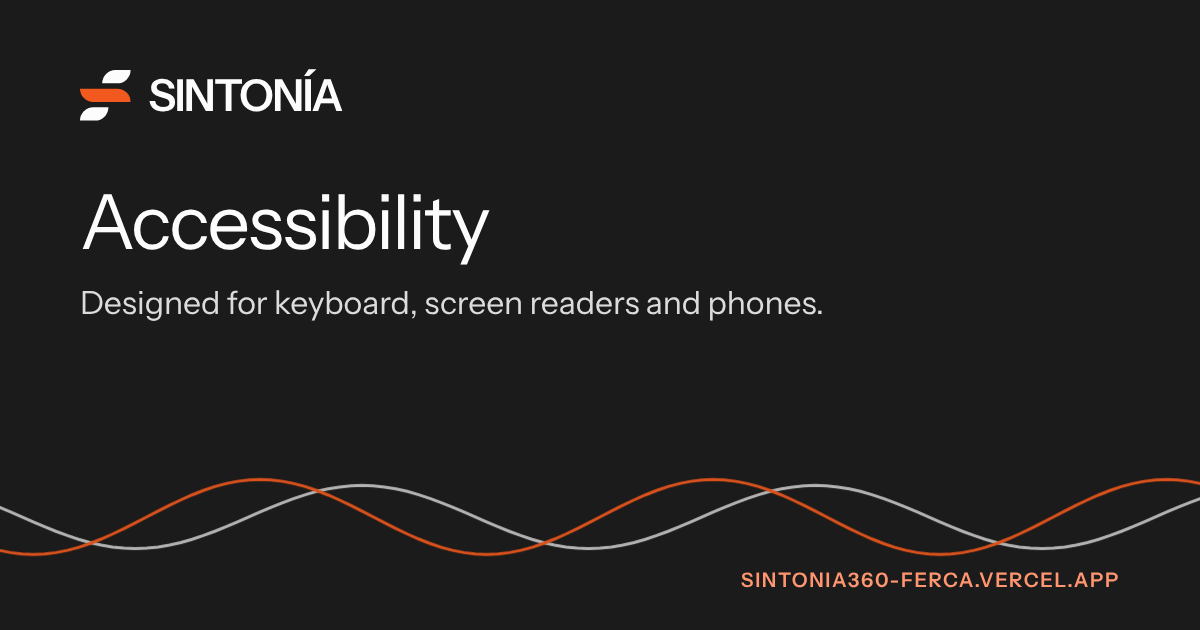 SINTONÍA
Accessibility
Designed for keyboard, screen readers and phones.
SINTONIA360-FERCA.VERCEL.APP